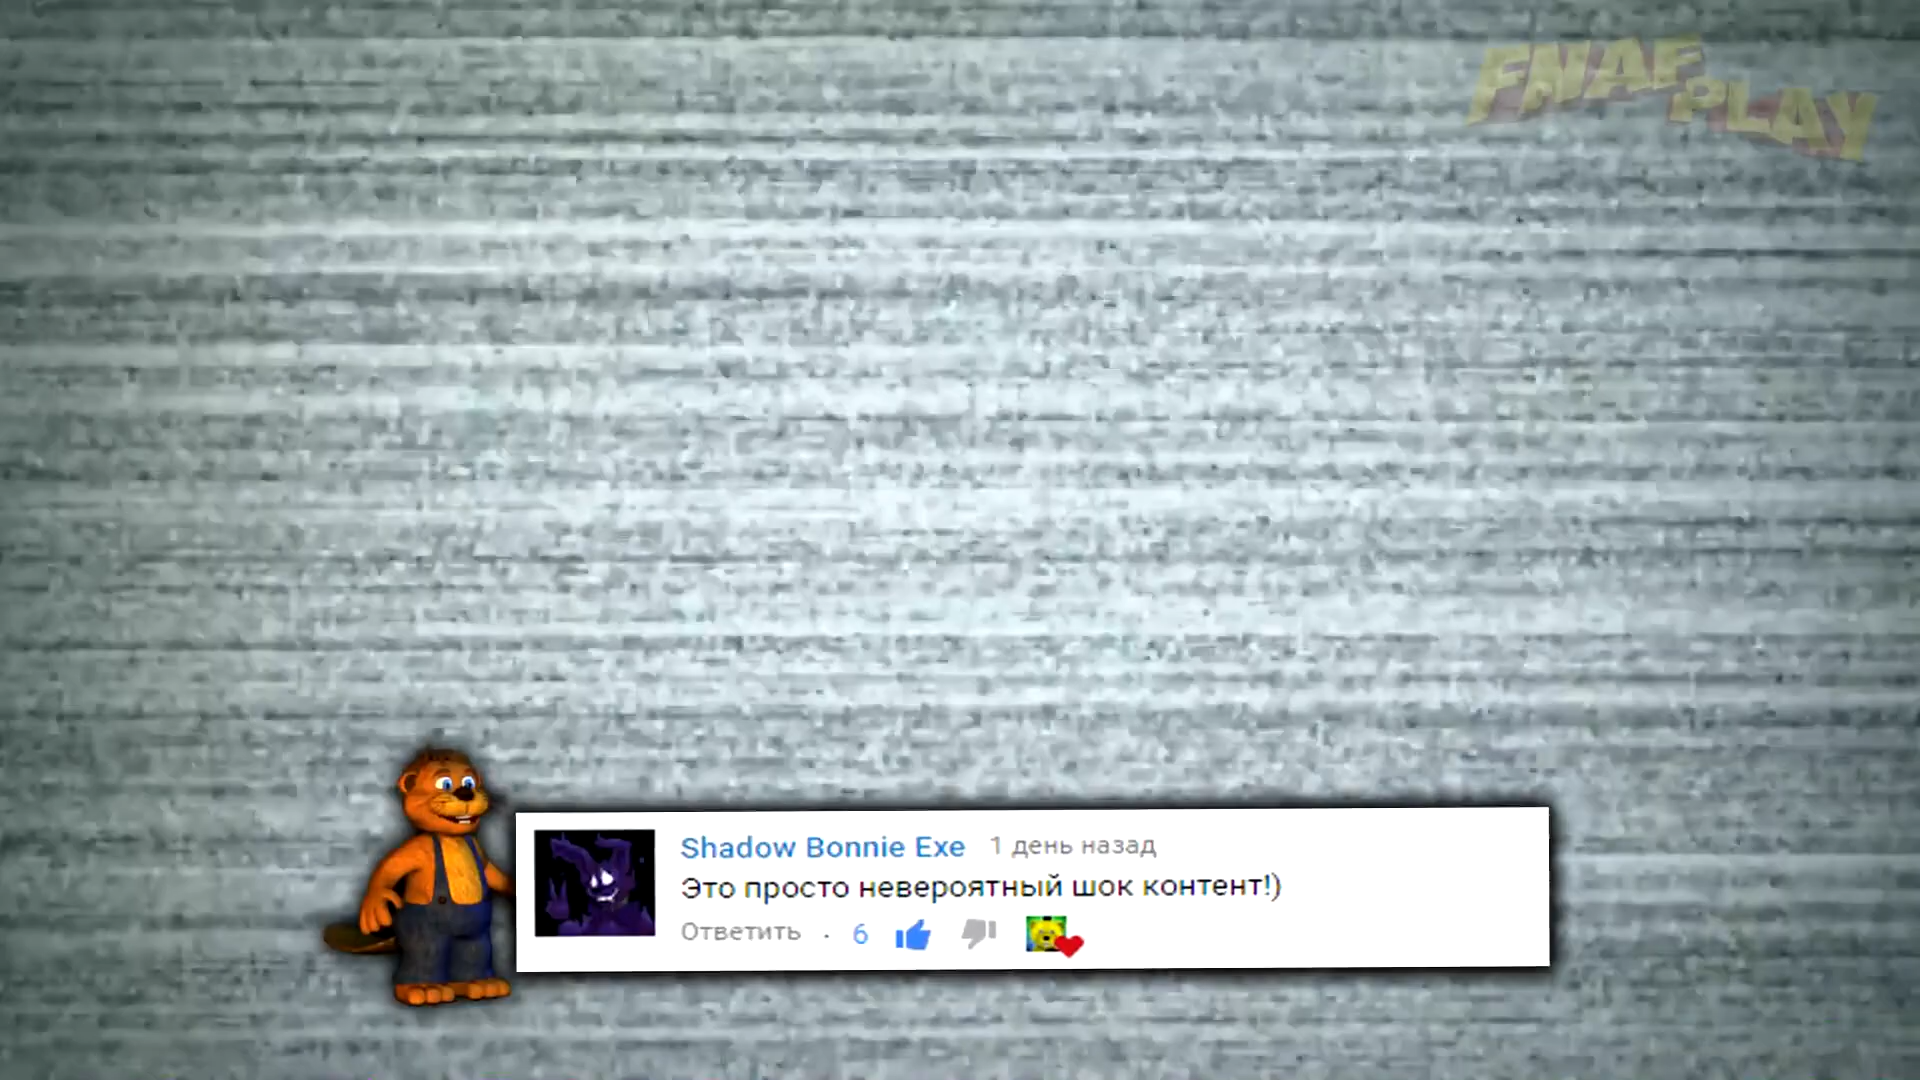 FNAF PLAY
Shadow Bonnie Exe 1 день назад
Это просто невероятный шок контент!)
Ответить · 6